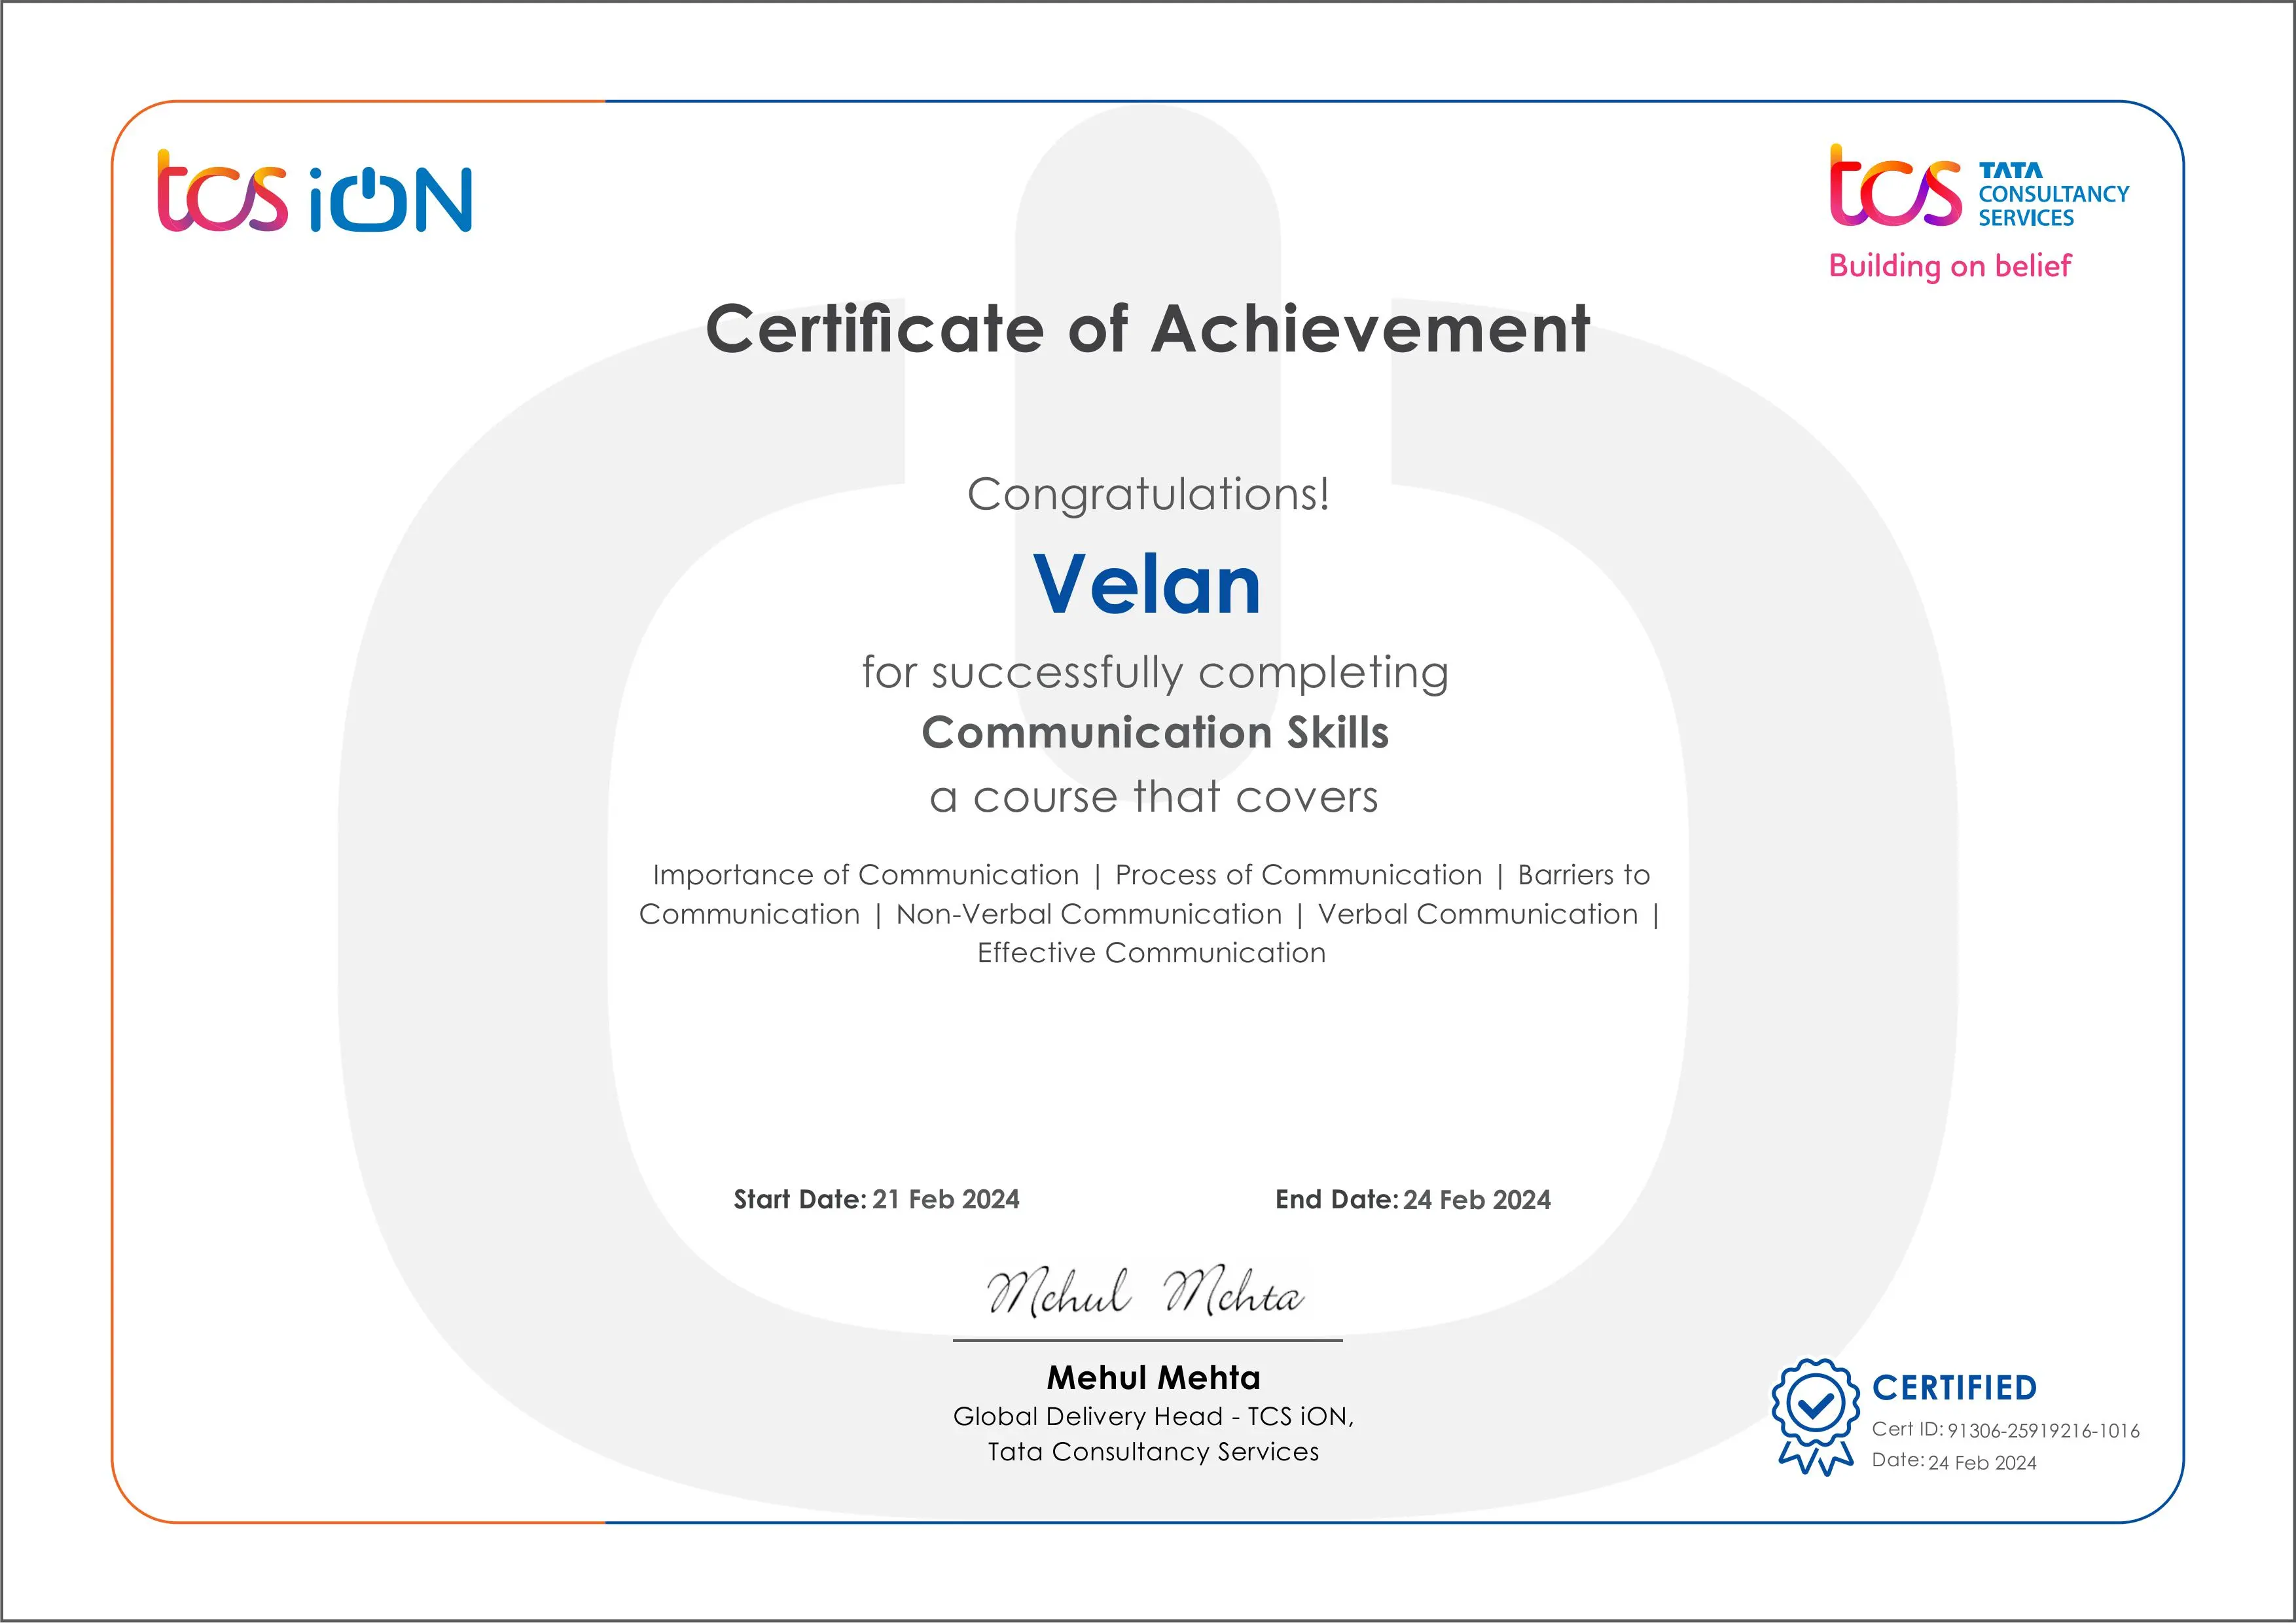 tcs iON
tcs TATA
CONSULTANCY
SERVICES
Building on belief
Certificate of Achievement
Congratulations!
Velan
for successfully completing
Communication Skills
a course that covers
Importance of Communication | Process of Communication | Barriers to
Communication | Non-Verbal Communication | Verbal Communication |
Effective Communication
Start Date: 21 Feb 2024
End Date: 24 Feb 2024
Mehul Mehta
Mehul Mehta
Global Delivery Head - TCS iON,
Tata Consultancy Services
CERTIFIED
Cert ID: 91306-25919216-1016
Date: 24 Feb 2024